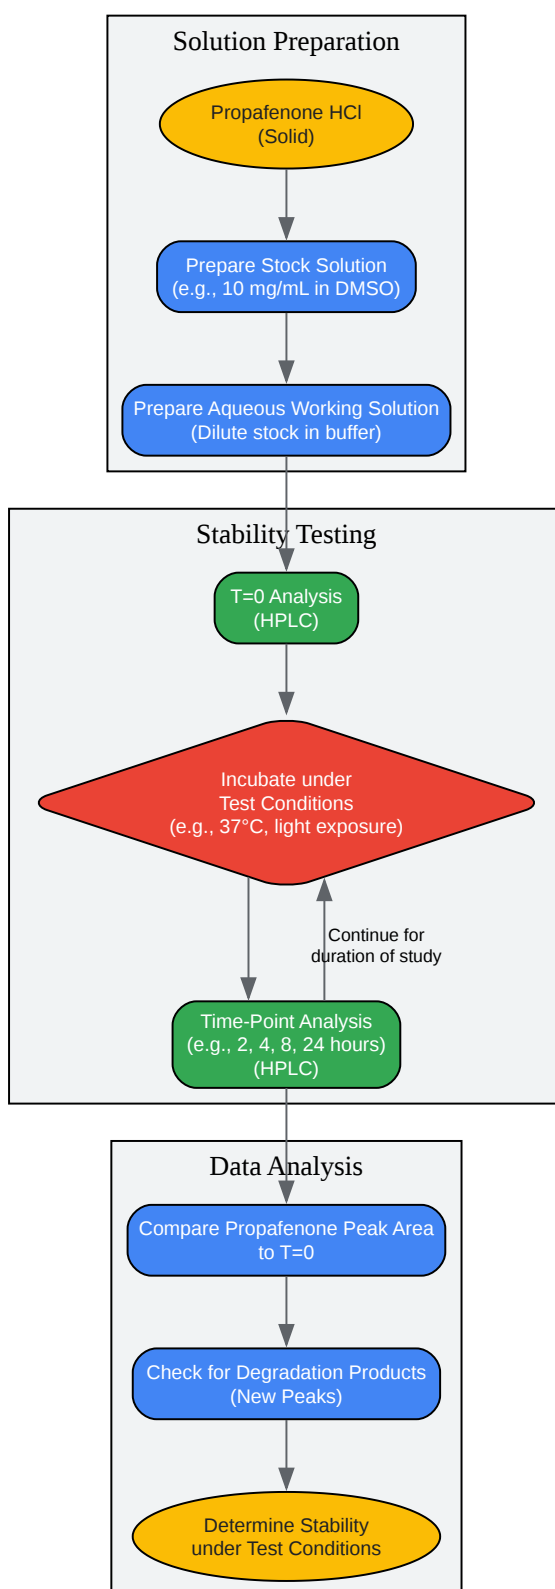 Solution Preparation
Propafenone HCl
(Solid)
Prepare Stock Solution
(e.g., 10 mg/mL in DMSO)
Prepare Aqueous Working Solution
(Dilute stock in buffer)
Stability Testing
T=0 Analysis
(HPLC)
Incubate under
Test Conditions
(e.g., 37°C, light exposure)
Continue for
duration of study
Time-Point Analysis
(e.g., 2, 4, 8, 24 hours)
(HPLC)
Data Analysis
Compare Propafenone Peak Area
to T=0
Check for Degradation Products
(New Peaks)
Determine Stability
under Test Conditions